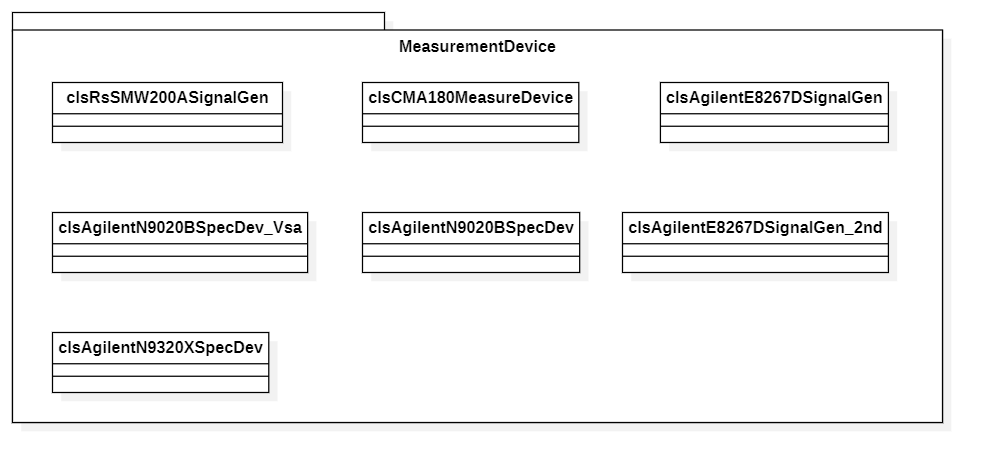 MeasurementDevice
clsRsSMW200ASignalGen
clsCMA180MeasureDevice
clsAgilentE8267DSignalGen
clsAgilentN9020BSpecDev_Vsa
clsAgilentN9020BSpecDev
clsAgilentE8267DSignalGen_2nd
clsAgilentN9320XSpecDev